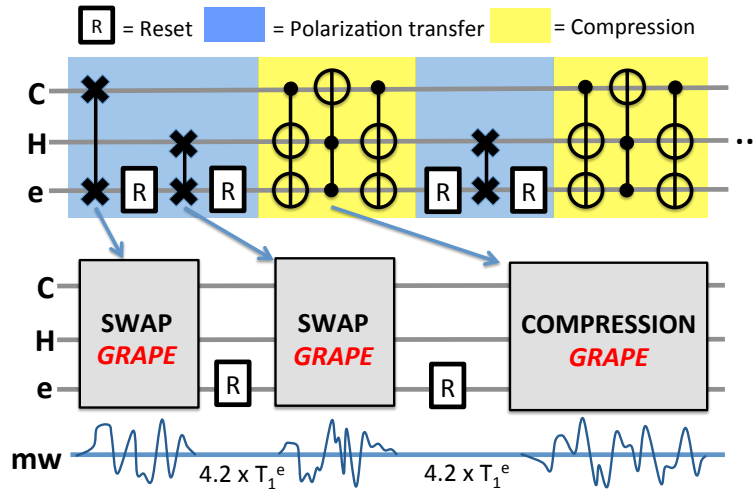 R = Reset = Polarization transfer = Compression
C
H
e
R R R R
...
C
H
e
SWAP
GRAPE
SWAP
GRAPE
COMPRESSION
GRAPE
R R
mw
4.2 x T₁ᵉ 4.2 x T₁ᵉ